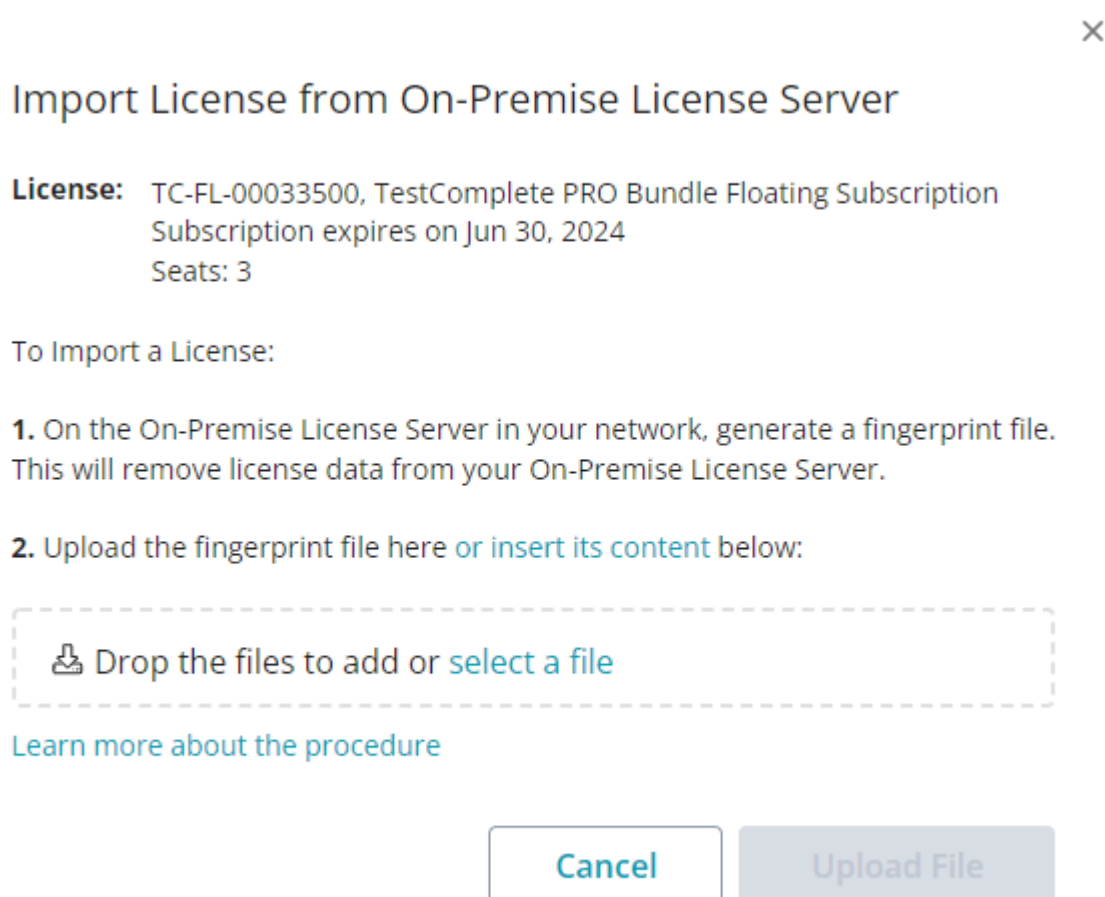 Import License from On-Premise License Server
License: TC-FL-00033500, TestComplete PRO Bundle Floating Subscription
Subscription expires on Jun 30, 2024
Seats: 3
To Import a License:
1. On the On-Premise License Server in your network, generate a fingerprint file.
This will remove license data from your On-Premise License Server.
2. Upload the fingerprint file here or insert its content below:
Drop the files to add or select a file
Learn more about the procedure
Cancel Upload File